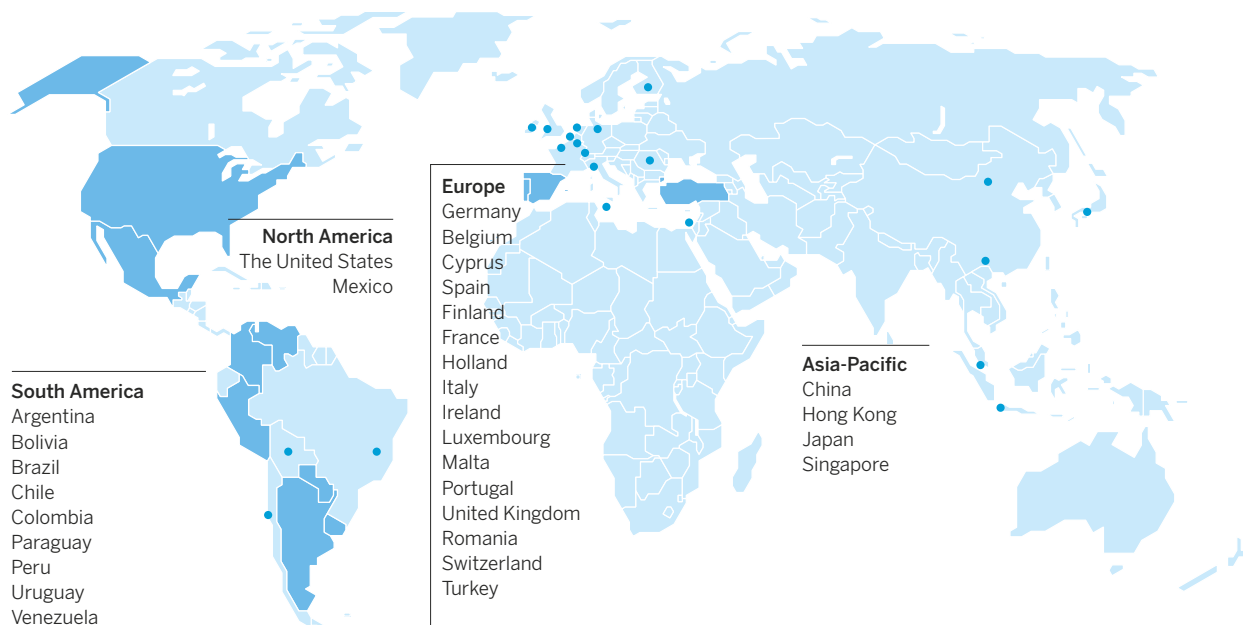 North America
The United States
Mexico
South America
Argentina
Bolivia
Brazil
Chile
Colombia
Paraguay
Peru
Uruguay
Venezuela
Europe
Germany
Belgium
Cyprus
Spain
Finland
France
Holland
Italy
Ireland
Luxembourg
Malta
Portugal
United Kingdom
Romania
Switzerland
Turkey
Asia-Pacific
China
Hong Kong
Japan
Singapore